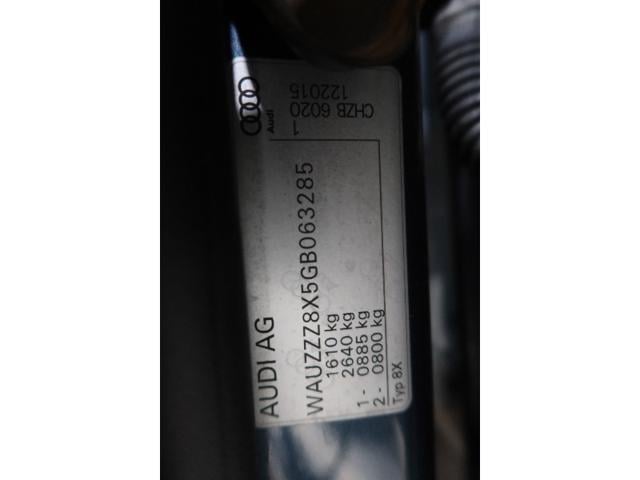 AUDI AG
WAUZZZ8X5GB063285
1610 kg
2640 kg
1- 0885 kg
2- 0800 kg
Typ 8X
Audi
1
CHZB 6020
122015